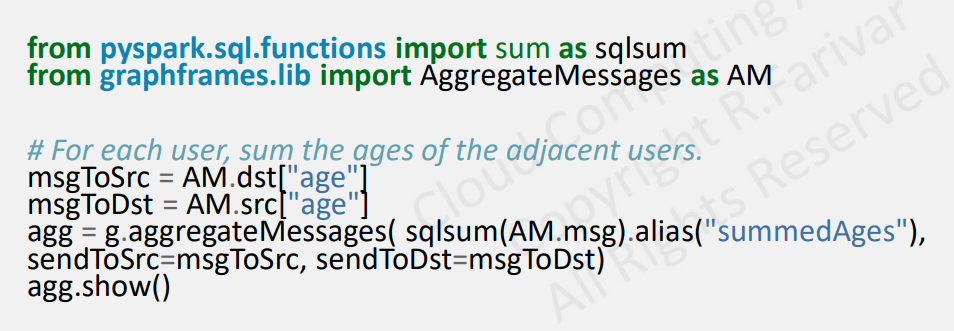 from pyspark.sql.functions import sum as sqlsum
from graphframes.lib import AggregateMessages as AM
# For each user, sum the ages of the adjacent users.
msgToSrc = AM.dst["age"]
msgToDst = AM.src["age"]
agg = g.aggregateMessages( sqlsum(AM.msg).alias("summedAges"),
sendToSrc=msgToSrc, sendToDst=msgToDst)
agg.show()
Cloud Computing A
Copyright R.Farivar
All Rights Reserved